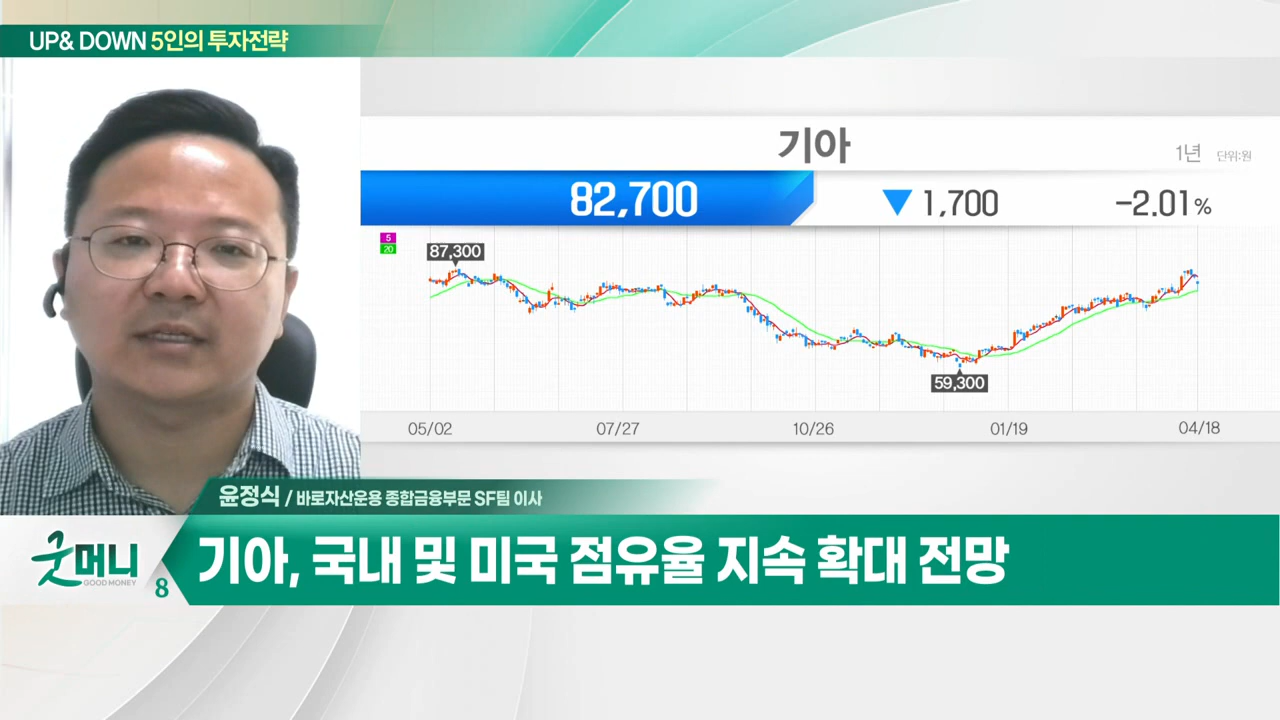 UP& DOWN 5인의 투자전략
기아
1년 단위:원
82,700 ▼ 1,700 -2.01%
5
20
87,300
59,300
05/02 07/27 10/26 01/19 04/18
윤정식 / 바로자산운용 종합금융부문 SF팀 이사
굿머니
GOOD MONEY
8
기아, 국내 및 미국 점유율 지속 확대 전망